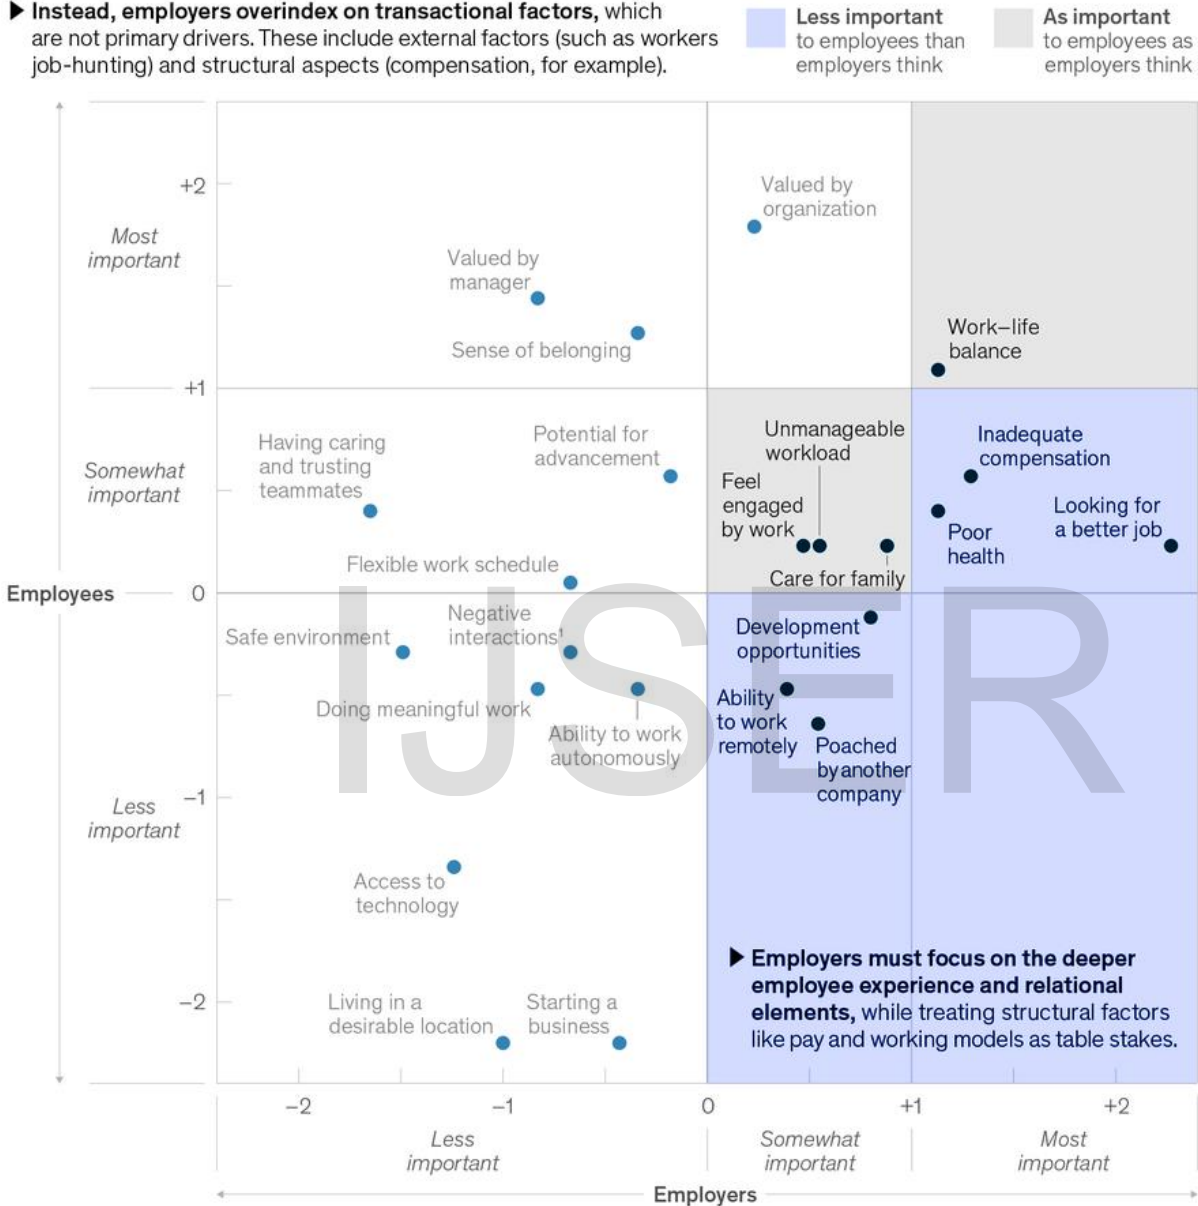 ▶ Instead, employers overindex on transactional factors, which
are not primary drivers. These include external factors (such as workers
job-hunting) and structural aspects (compensation, for example).
Less important
to employees than
employers think
As important
to employees as
employers think
+2
Most
important
+1
Somewhat
important
Employees
0
Less
important
−1
−2
Valued by
organization
Valued by
manager
Sense of belonging
Work–life
balance
Having caring
and trusting
teammates
Potential for
advancement
Unmanageable
workload
Feel
engaged
by work
Care for family
Inadequate
compensation
Looking for
a better job
Poor
health
Flexible work schedule
Safe environment
Negative
interactions¹
Doing meaningful work
Ability to work
autonomously
Development
opportunities
Ability
to work
remotely
Poached
by another
company
IJSER
Access to
technology
Living in a
desirable location
Starting a
business
▶ Employers must focus on the deeper
employee experience and relational
elements, while treating structural factors
like pay and working models as table stakes.
−2
−1
0
+1
+2
Less
important
Somewhat
important
Most
important
Employers